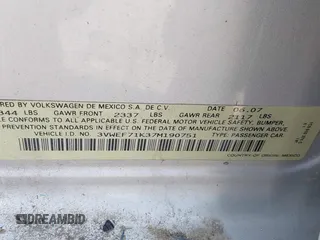 RED BY VOLKSWAGEN DE MEXICO S.A. DE C.V. DATE 06.07
344 LBS GAWR FRONT 2337 LBS GAWR REAR 2117 LBS
LE CONFORMS TO ALL APPLICABLE U.S. FEDERAL MOTOR VEHICLE SAFETY, BUMPER,
PREVENTION STANDARDS IN EFFECT ON THE DATE OF MANUFACTURE SHOWN ABOVE.
VEHICLE I.D. NO. 3VWEF71K37M190751 TYPE: PASSENGER CAR
COUNTRY OF ORIGIN: MEXICO
DREAMBID